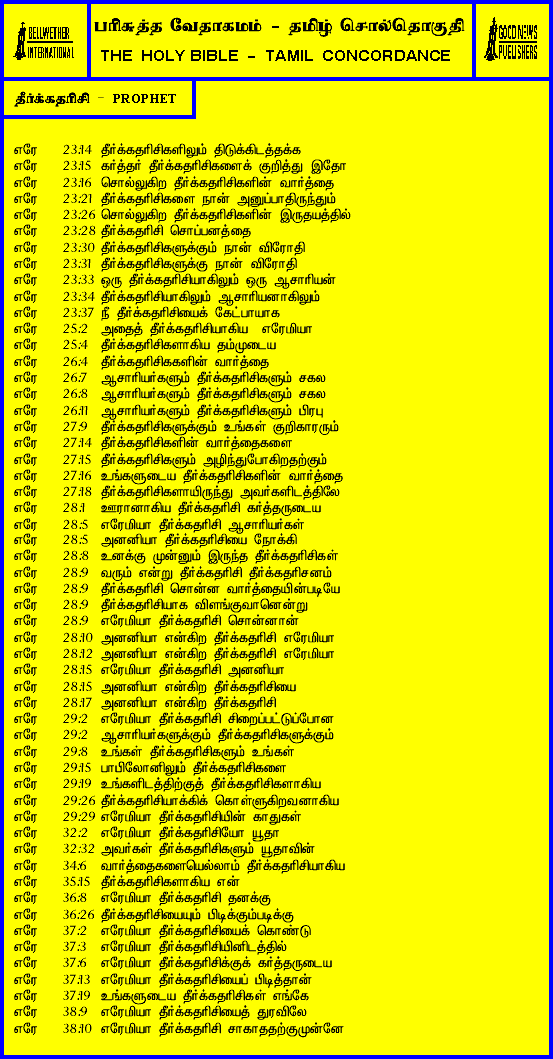 BELLWETHER INTERNATIONAL
பரிசுத்த வேதாகமம் - தமிழ் சொல்தொகுதி
THE HOLY BIBLE - TAMIL CONCORDANCE
GOOD NEWS PUBLISHERS
தீர்க்கதரிசி - PROPHET
எரே 23:14 தீர்க்கதரிசிகளிலும் திடுக்கிடத்தக்க
எரே 23:15 கர்த்தர் தீர்க்கதரிசிகளைக் குறித்து இதோ
எரே 23:16 சொல்லுகிற தீர்க்கதரிசிகளின் வார்த்தை
எரே 23:21 தீர்க்கதரிசிகளை நான் அனுப்பாதிருந்தும்
எரே 23:26 சொல்லுகிற தீர்க்கதரிசிகளின் இருதயத்தில்
எரே 23:28 தீர்க்கதரிசி சொப்பனத்தை
எரே 23:30 தீர்க்கதரிசிகளுக்கும் நான் விரோதி
எரே 23:31 தீர்க்கதரிசிகளுக்கு நான் விரோதி
எரே 23:33 ஒரு தீர்க்கதரிசியாகிலும் ஒரு ஆசாரியன்
எரே 23:34 தீர்க்கதரிசியாகிலும் ஆசாரியனாகிலும்
எரே 23:37 நீ தீர்க்கதரிசியைக் கேட்பாயாக
எரே 25:2 அதைத் தீர்க்கதரிசியாகிய எரேமியா
எரே 25:4 தீர்க்கதரிசிகளாகிய தம்முடைய
எரே 26:4 தீர்க்கதரிசிககளின் வார்த்தை
எரே 26:7 ஆசாரியர்களும் தீர்க்கதரிசிகளும் சகல
எரே 26:8 ஆசாரியர்களும் தீர்க்கதரிசிகளும் சகல
எரே 26:11 ஆசாரியர்களும் தீர்க்கதரிசிகளும் பிரபு
எரே 27:9 தீர்க்கதரிசிகளுக்கும் உங்கள் குறிகாரரும்
எரே 27:14 தீர்க்கதரிசிகளின் வார்த்தைகளை
எரே 27:15 தீர்க்கதரிசிகளும் அழிந்துபோகிறதற்கும்
எரே 27:16 உங்களுடைய தீர்க்கதரிசிகளின் வார்த்தை
எரே 27:18 தீர்க்கதரிசிகளாயிருந்து அவர்களிடத்திலே
எரே 28:1 ஊரானாகிய தீர்க்கதரிசி கர்த்தருடைய
எரே 28:5 எரேமியா தீர்க்கதரிசி ஆசாரியர்கள்
எரே 28:5 அனனியா தீர்க்கதரிசியை நோக்கி
எரே 28:8 உனக்கு முன்னும் இருந்த தீர்க்கதரிசிகள்
எரே 28:9 வரும் என்று தீர்க்கதரிசி தீர்க்கதரிசனம்
எரே 28:9 தீர்க்கதரிசி சொன்ன வார்த்தையின்படியே
எரே 28:9 தீர்க்கதரிசியாக விளங்குவானென்று
எரே 28:9 எரேமியா தீர்க்கதரிசி சொன்னான்
எரே 28:10 அனனியா என்கிற தீர்க்கதரிசி எரேமியா
எரே 28:12 அனனியா என்கிற தீர்க்கதரிசி எரேமியா
எரே 28:15 எரேமியா தீர்க்கதரிசி அனனியா
எரே 28:15 அனனியா என்கிற தீர்க்கதரிசியை
எரே 28:17 அனனியா என்கிற தீர்க்கதரிசி
எரே 29:2 எரேமியா தீர்க்கதரிசி சிறைப்பட்டுப்போன
எரே 29:2 ஆசாரியர்களுக்கும் தீர்க்கதரிசிகளுக்கும்
எரே 29:8 உங்கள் தீர்க்கதரிசிகளும் உங்கள்
எரே 29:15 பாபிலோனிலும் தீர்க்கதரிசிகளை
எரே 29:19 உங்களிடத்திற்குத் தீர்க்கதரிசிகளாகிய
எரே 29:26 தீர்க்கதரிசியாக்கிக் கொள்ளுகிறவனாகிய
எரே 29:29 எரேமியா தீர்க்கதரிசியின் காதுகள்
எரே 32:2 எரேமியா தீர்க்கதரிசியோ யூதா
எரே 32:32 அவர்கள் தீர்க்கதரிசிகளும் யூதாவின்
எரே 34:6 வார்த்தைகளையெல்லாம் தீர்க்கதரிசியாகிய
எரே 35:15 தீர்க்கதரிசிகளாகிய என்
எரே 36:8 எரேமியா தீர்க்கதரிசி தனக்கு
எரே 36:26 தீர்க்கதரிசியையும் பிடிக்கும்படிக்கு
எரே 37:2 எரேமியா தீர்க்கதரிசியைக் கொண்டு
எரே 37:3 எரேமியா தீர்க்கதரிசியினிடத்தில்
எரே 37:6 எரேமியா தீர்க்கதரிசிக்குக் கர்த்தருடைய
எரே 37:13 எரேமியா தீர்க்கதரிசியைப் பிடித்தான்
எரே 37:19 உங்களுடைய தீர்க்கதரிசிகள் எங்கே
எரே 38:9 எரேமியா தீர்க்கதரிசியைத் துரவிலே
எரே 38:10 எரேமியா தீர்க்கதரிசி சாகாததற்குமுன்னே